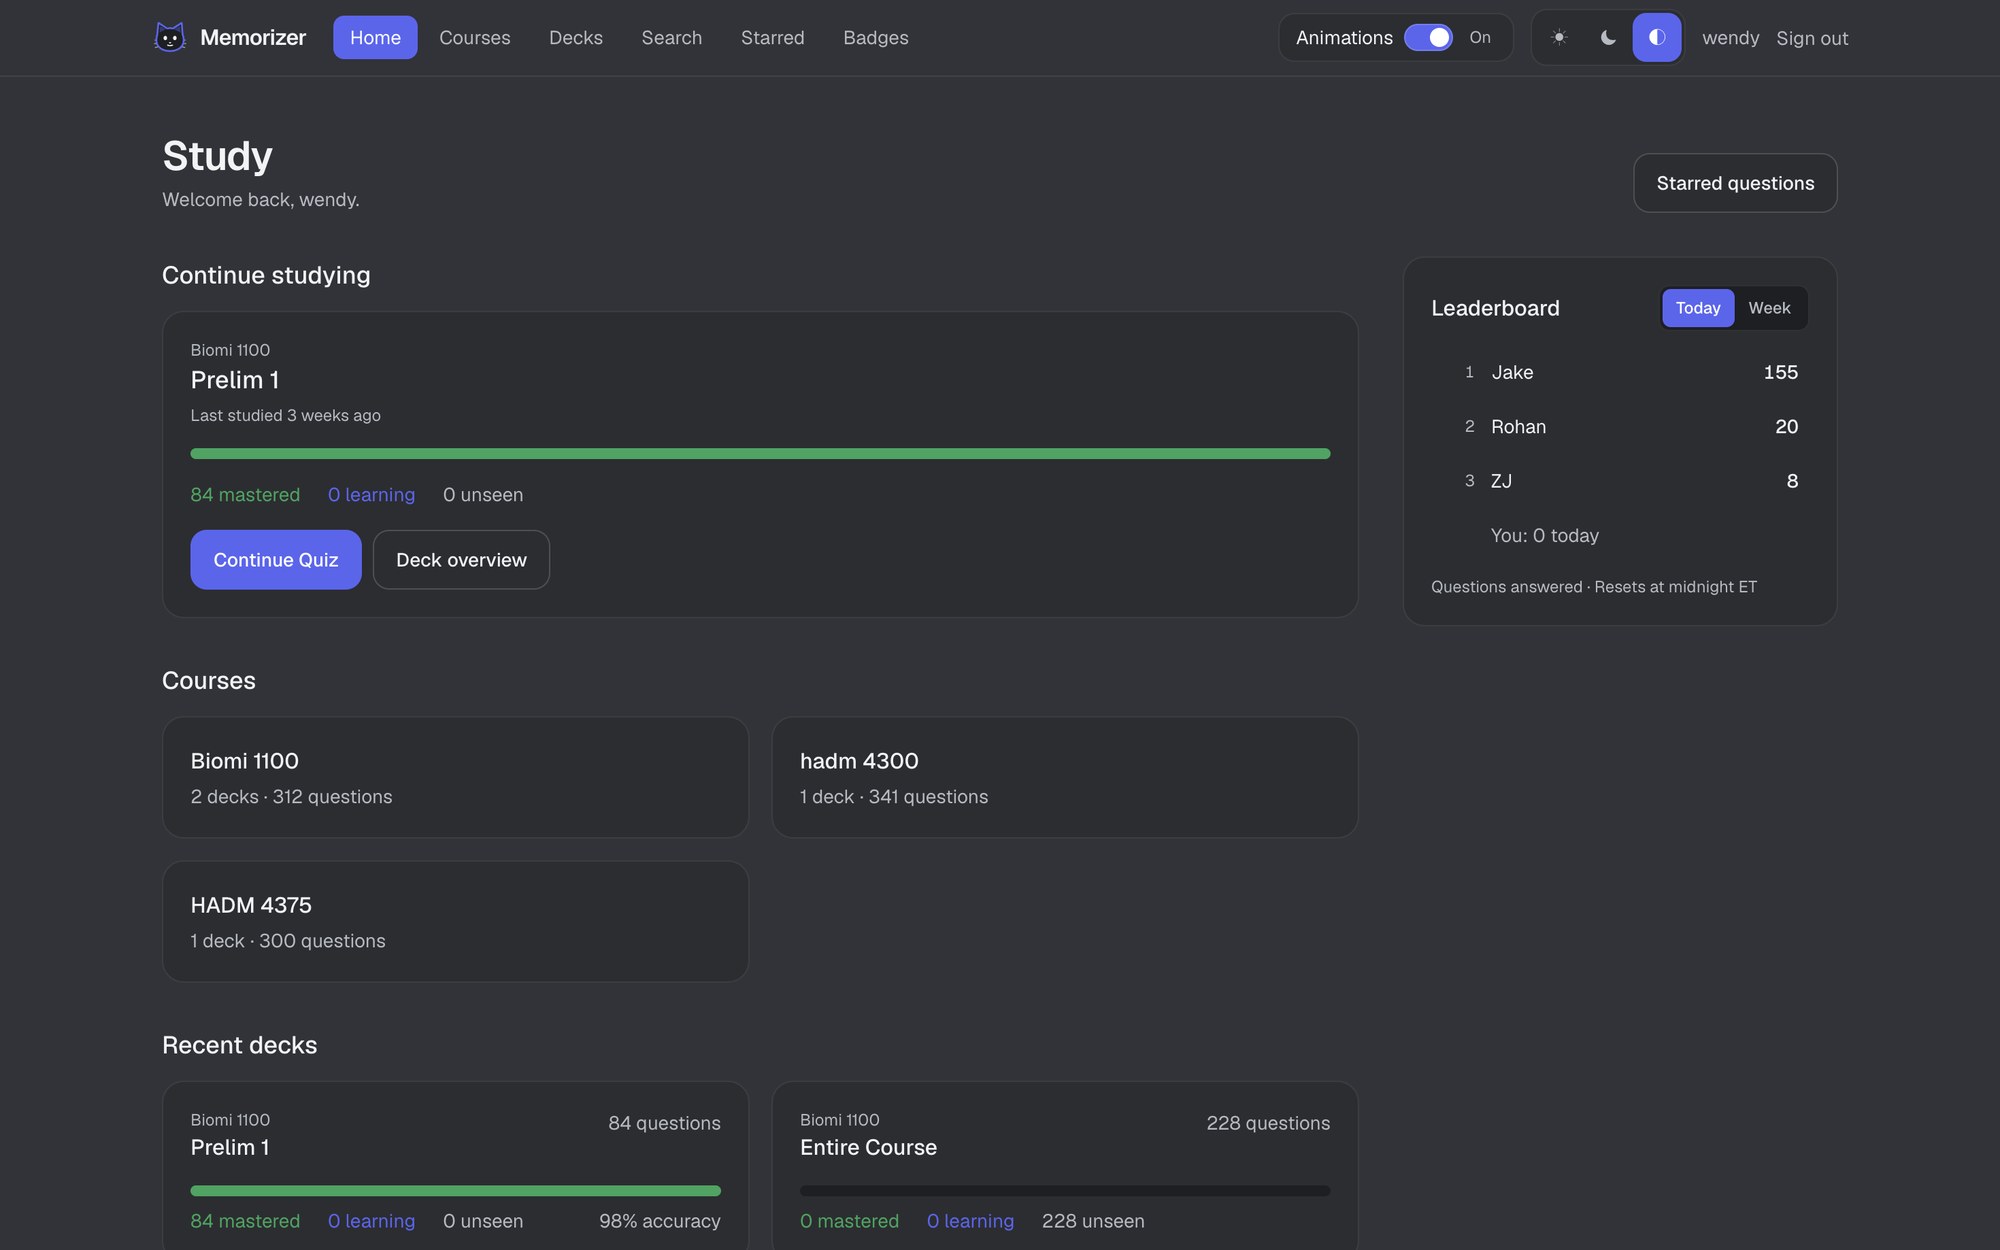 Memorizer
Home
Courses
Decks
Search
Starred
Badges
Animations
On
wendy
Sign out
Study
Welcome back, wendy.
Starred questions
Continue studying
Biomi 1100
Prelim 1
Last studied 3 weeks ago
84 mastered 0 learning 0 unseen
Continue Quiz
Deck overview
Leaderboard
Today
Week
1 Jake 155
2 Rohan 20
3 ZJ 8
You: 0 today
Questions answered · Resets at midnight ET
Courses
Biomi 1100
2 decks · 312 questions
hadm 4300
1 deck · 341 questions
HADM 4375
1 deck · 300 questions
Recent decks
Biomi 1100
84 questions
Prelim 1
84 mastered 0 learning 0 unseen 98% accuracy
Biomi 1100
228 questions
Entire Course
0 mastered 0 learning 228 unseen